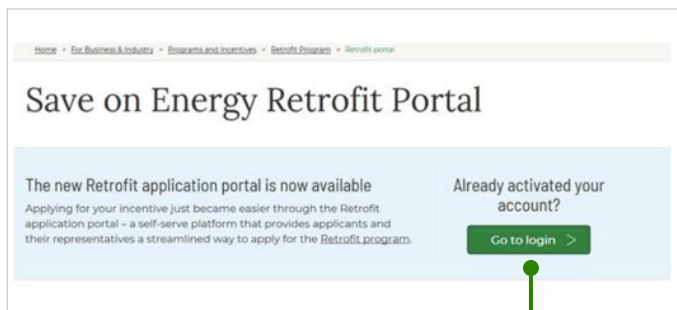 Home > For Business & Industry > Programs and Incentives > Retrofit Program > Retrofit portal
Save on Energy Retrofit Portal
The new Retrofit application portal is now available
Applying for your incentive just became easier through the Retrofit
application portal – a self-serve platform that provides applicants and
their representatives a streamlined way to apply for the Retrofit program.
Already activated your
account?
Go to login >